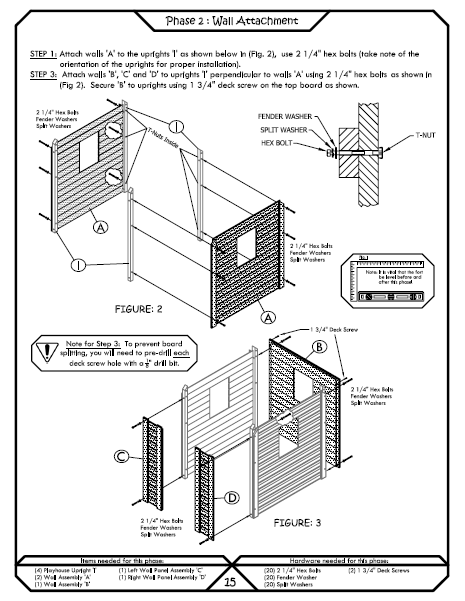 Phase 2 : Wall Attachment
STEP 1: Attach walls 'A' to the uprights 'I' as shown below in (Fig. 2), use 2 1/4" hex bolts (take note of the
orientation of the uprights for proper installation).
STEP 3: Attach walls 'B', 'C' and 'D' to uprights 'I' perpendicular to walls 'A' using 2 1/4" hex bolts as shown in
(Fig 2). Secure 'B' to uprights using 1 3/4" deck screw on the top board as shown.
2 1/4" Hex Bolts
Fender Washers
Split Washers
T-Nuts Inside
I
FENDER WASHER
SPLIT WASHER
HEX BOLT
T-NUT
A
I
2 1/4" Hex Bolts
Fender Washers
Split Washers
Note: It is vital that the fort
be level before and
after this phase!
FIGURE: 2
A
Note for Step 3: To prevent board
splitting, you will need to pre-drill each
deck screw hole with a 1/8" drill bit.
1 3/4" Deck Screw
B
2 1/4" Hex Bolts
Fender Washers
Split Washers
C
D
2 1/4" Hex Bolts
Fender Washers
Split Washers
FIGURE: 3
Items needed for this phase:
(4) Playhouse Upright 'I'
(2) Wall Assembly 'A'
(1) Wall Assembly 'B'
(1) Left Wall Panel Assembly 'C'
(1) Right Wall Panel Assembly 'D'
15
Hardware needed for this phase:
(20) 2 1/4" Hex Bolts
(20) Fender Washer
(20) Split Washers
(2) 1 3/4" Deck Screws